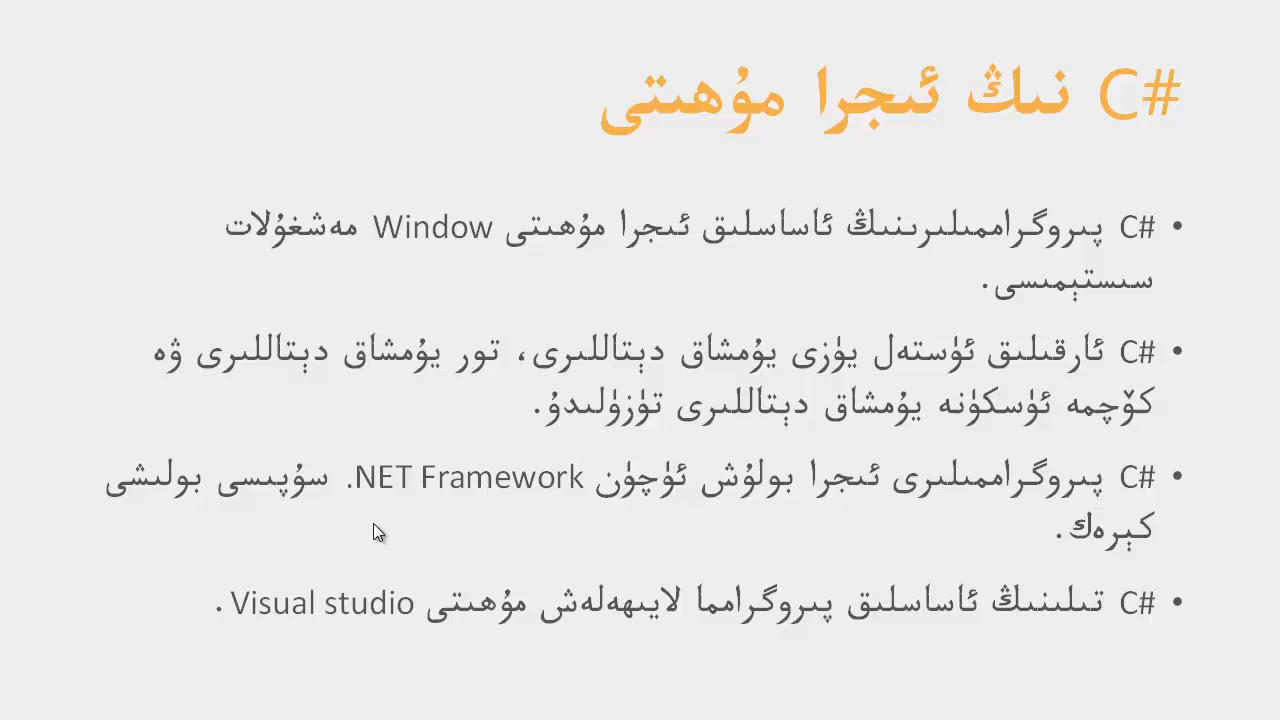 C# نىڭ ئىجرا مۇھىتى
• C# پىروگراممىلىرىنىڭ ئاساسلىق ئىجرا مۇھىتى Window مەشغۇلات
سىستېمىسى.
• C# ئارقىلىق ئۈستەل يۈزى يۇمشاق دېتاللىرى، تور يۇمشاق دېتاللىرى ۋە
كۆچمە ئۈسكۈنە يۇمشاق دېتاللىرى تۈزۈلىدۇ.
• C# پىروگراممىلىرى ئىجرا بولۇش ئۈچۈن NET Framework. سۇپىسى بولىشى
كېرەك.
• C# تىلىنىڭ ئاساسلىق پىروگرامما لايىھەلەش مۇھىتى Visual studio .